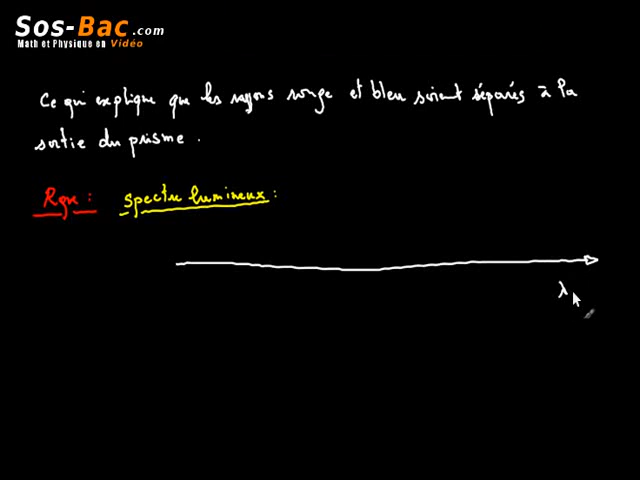 Sos-Bac.com
Math et Physique en Vidéo
Ce qui explique que les rayons rouge et bleu soient séparés à la
sortie du prisme.
Rque : Spectre lumineux :
λ